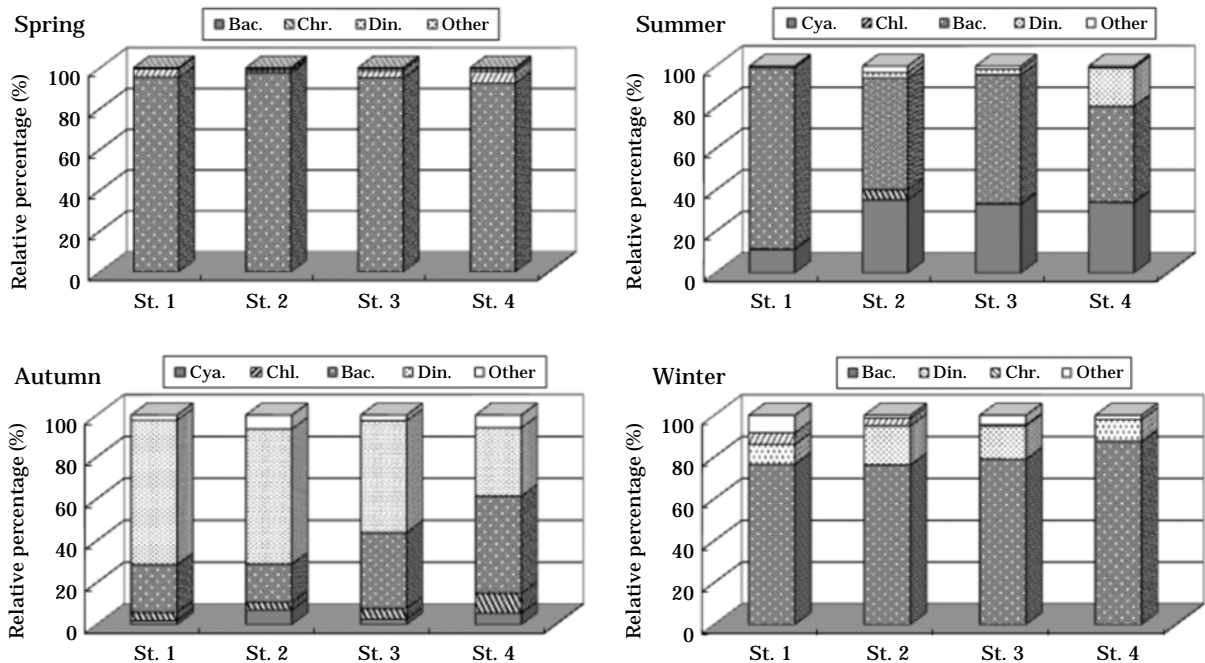 Spring
Bac. Chr. Din. Other
Relative percentage (%)
100
80
60
40
20
0
St. 1 St. 2 St. 3 St. 4
Summer
Cya. Chl. Bac. Din. Other
Relative percentage (%)
100
80
60
40
20
0
St. 1 St. 2 St. 3 St. 4
Autumn
Cya. Chl. Bac. Din. Other
Relative percentage (%)
100
80
60
40
20
0
St. 1 St. 2 St. 3 St. 4
Winter
Bac. Din. Chr. Other
Relative percentage (%)
100
80
60
40
20
0
St. 1 St. 2 St. 3 St. 4